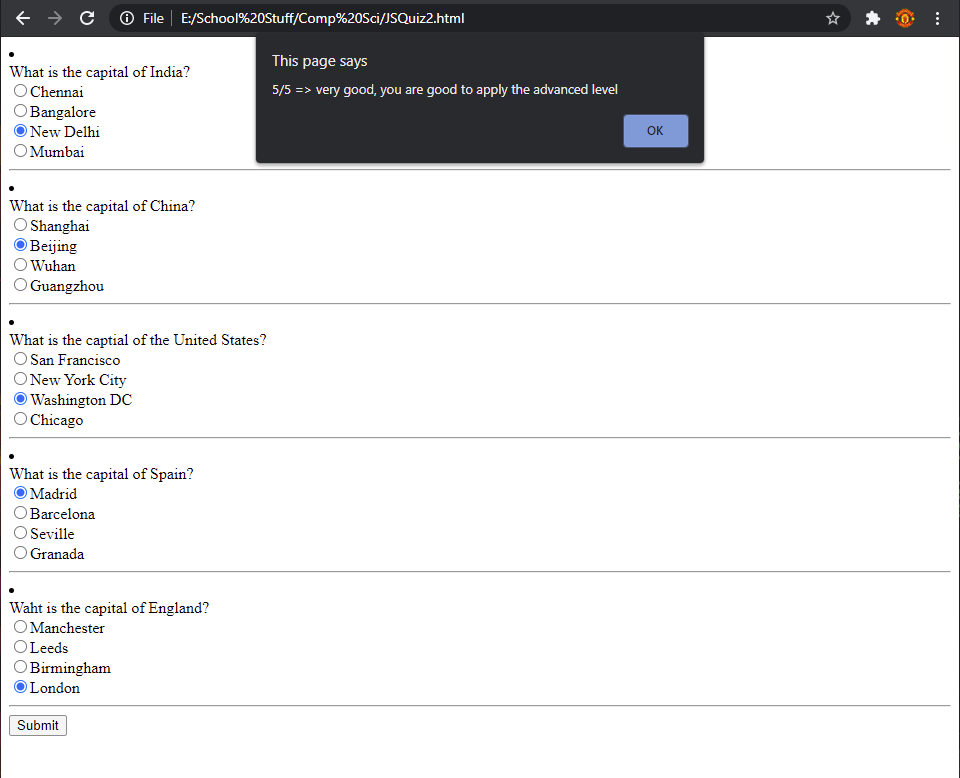 File
E:/School%20Stuff/Comp%20Sci/JSQuiz2.html
This page says
5/5 => very good, you are good to apply the advanced level
OK
What is the capital of India?
Chennai
Bangalore
New Delhi
Mumbai
What is the capital of China?
Shanghai
Beijing
Wuhan
Guangzhou
What is the captial of the United States?
San Francisco
New York City
Washington DC
Chicago
What is the capital of Spain?
Madrid
Barcelona
Seville
Granada
Waht is the capital of England?
Manchester
Leeds
Birmingham
London
Submit